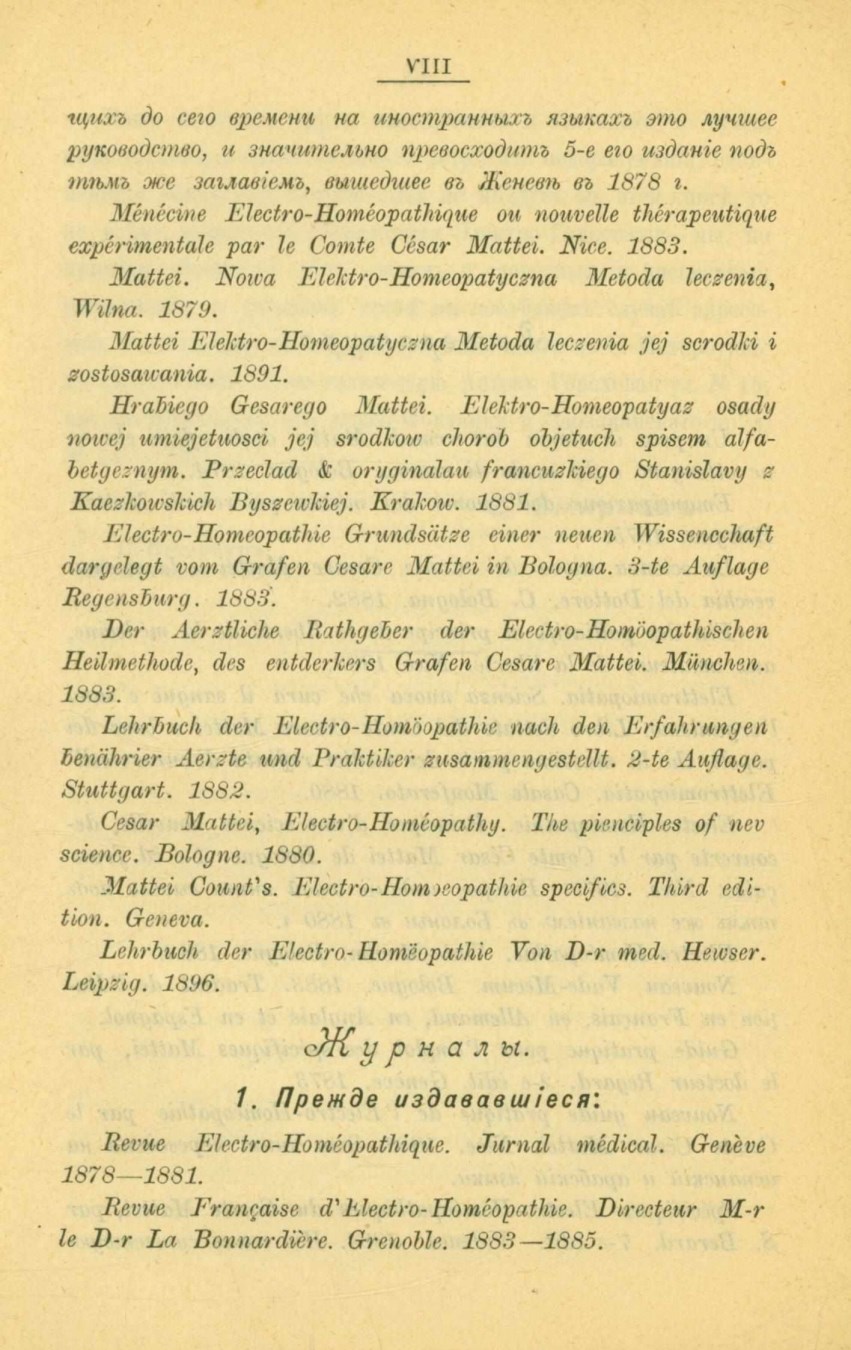 VIII
щихъ до сего времени на иностранныхъ языкахъ это лучшее
руководство, и значительно превосходитъ 5-е его изданіе подъ
тѣмъ же заглавіемъ, вышедшее въ Женевѣ въ 1878 г.
Ménécine Electro-Homéopathique ou nouvelle thérapeutique
expérimentale par le Comte César Mattei. Nice. 1883.
Mattei. Nowa Elektro-Homeopatyczna Metoda leczenia,
Wilna. 1879.
Mattei Elektro-Homeopatyczna Metoda leczenia jej scrodki i
zostosawania. 1891.
Hrabiego Gesarego Mattei. Elektro-Homeopatyaz osady
nowej umiejetuosci jej srodkow chorob objetuch spisem alfa-
betgeznym. Przeclad & oryginalau francuzkiego Stanislavy z
Kaezkowskich Byszewkiej. Krakow. 1881.
Electro-Homeopathie Grundsätze einer neuen Wissencchaft
dargelegt vom Grafen Cesare Mattei in Bologna. 3-te Auflage
Regensburg. 1883.
Der Aerztliche Rathgeber der Electro-Homöopathischen
Heilmethode, des entderkers Grafen Cesare Mattei. München.
1883.
Lehrbuch der Electro-Homöopathie nach den Erfahrungen
benährier Aerzte und Praktiker zusammengestellt. 2-te Auflage.
Stuttgart. 1882.
Cesar Mattei, Electro-Homéopathy. The pienciples of nev
science. Bologne. 1880.
Mattei Count's. Electro-Homœopathie specifics. Third edi-
tion. Geneva.
Lehrbuch der Electro-Homëopathie Von D-r med. Hewser.
Leipzig. 1896.
Журналы.
1. Прежде издававшіеся:
Revue Electro-Homéopathique. Jurnal médical. Genève
1878—1881.
Revue Française d'Electro-Homéopathie. Directeur M-r
le D-r La Bonnardière. Grenoble. 1883—1885.